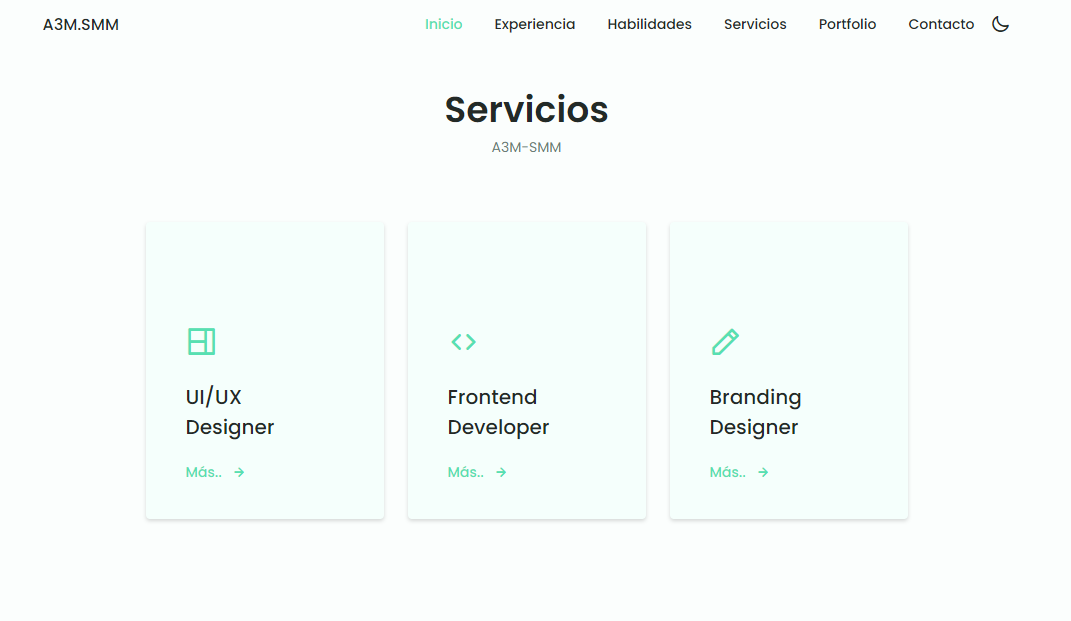 A3M.SMM
Inicio Experiencia Habilidades Servicios Portfolio Contacto
Servicios
A3M-SMM
UI/UX
Designer
Más..
Frontend
Developer
Más..
Branding
Designer
Más..